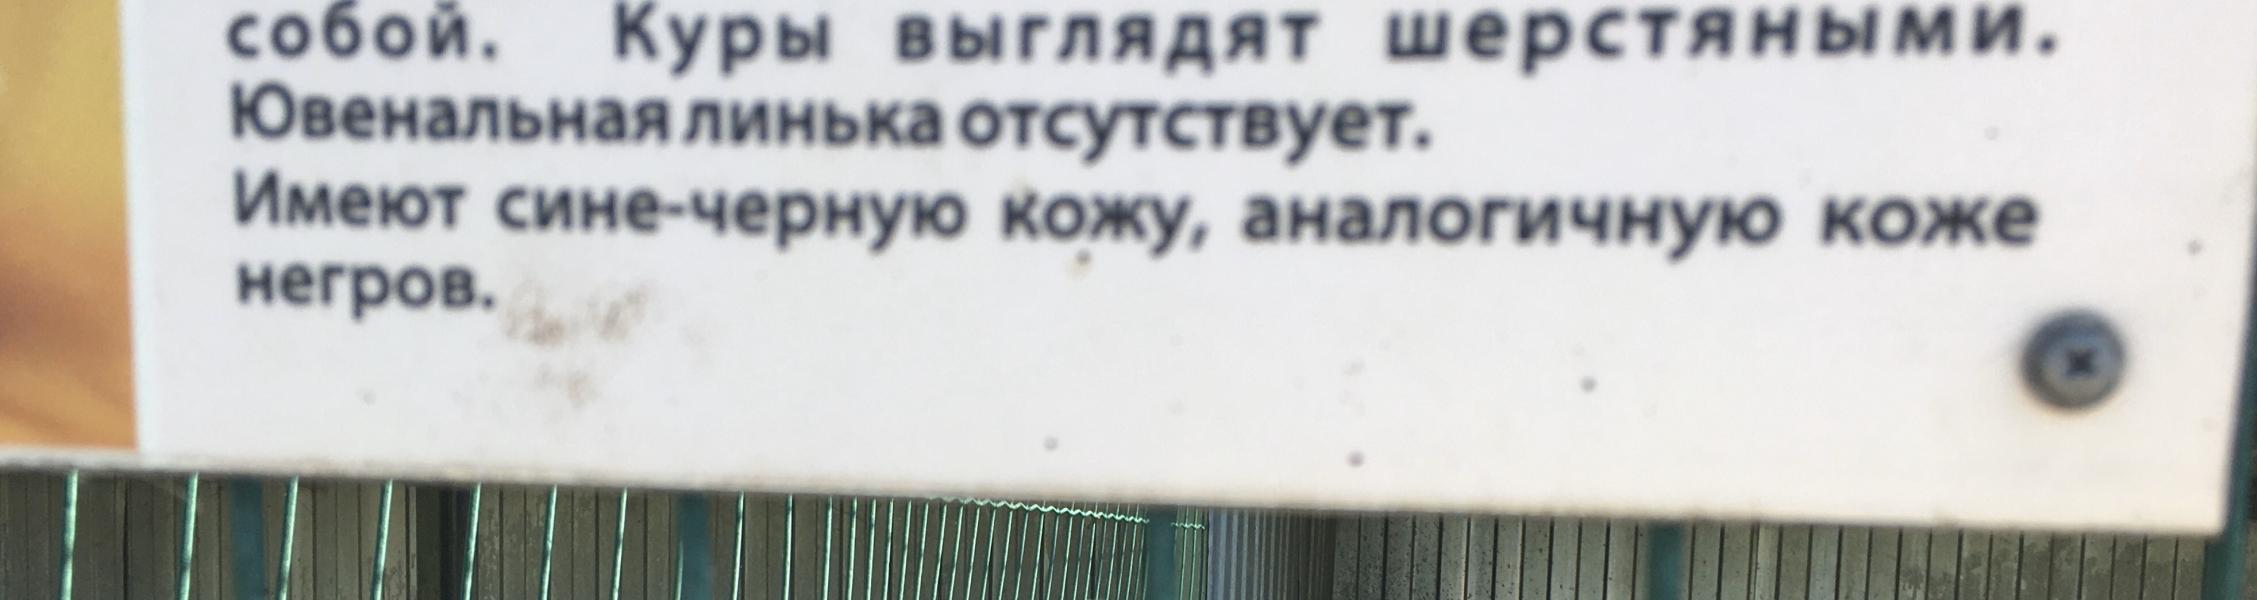 собой. Куры выглядят шерстяными.
Ювенальная линька отсутствует.
Имеют сине-черную кожу, аналогичную коже
негров.